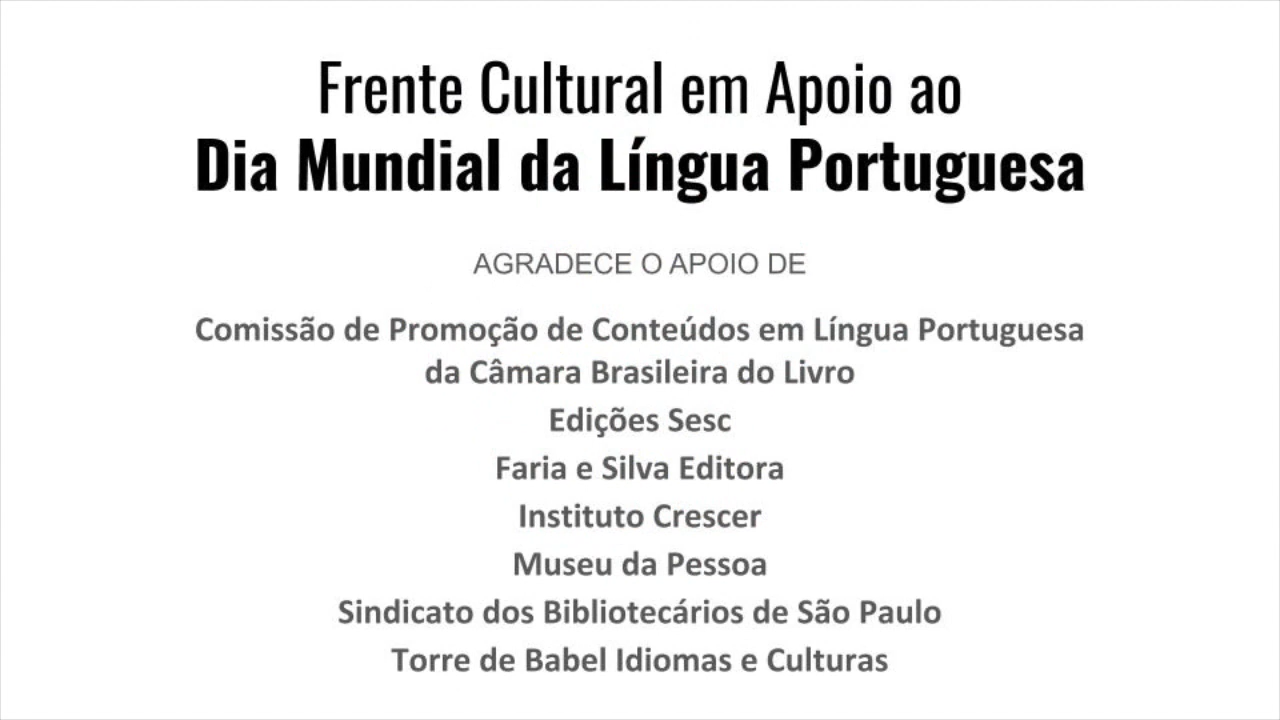 Frente Cultural em Apoio ao
Dia Mundial da Língua Portuguesa
AGRADECE O APOIO DE
Comissão de Promoção de Conteúdos em Língua Portuguesa
da Câmara Brasileira do Livro
Edições Sesc
Faria e Silva Editora
Instituto Crescer
Museu da Pessoa
Sindicato dos Bibliotecários de São Paulo
Torre de Babel Idiomas e Culturas